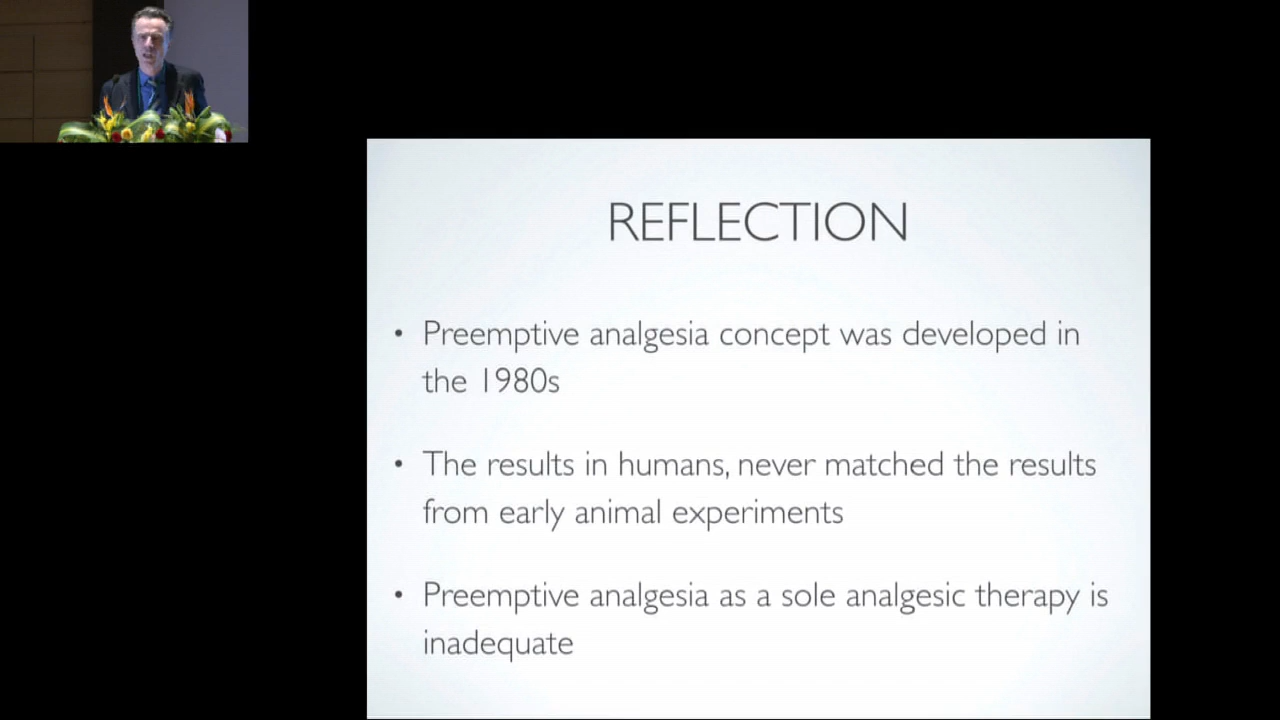 REFLECTION
• Preemptive analgesia concept was developed in
the 1980s
• The results in humans, never matched the results
from early animal experiments
• Preemptive analgesia as a sole analgesic therapy is
inadequate